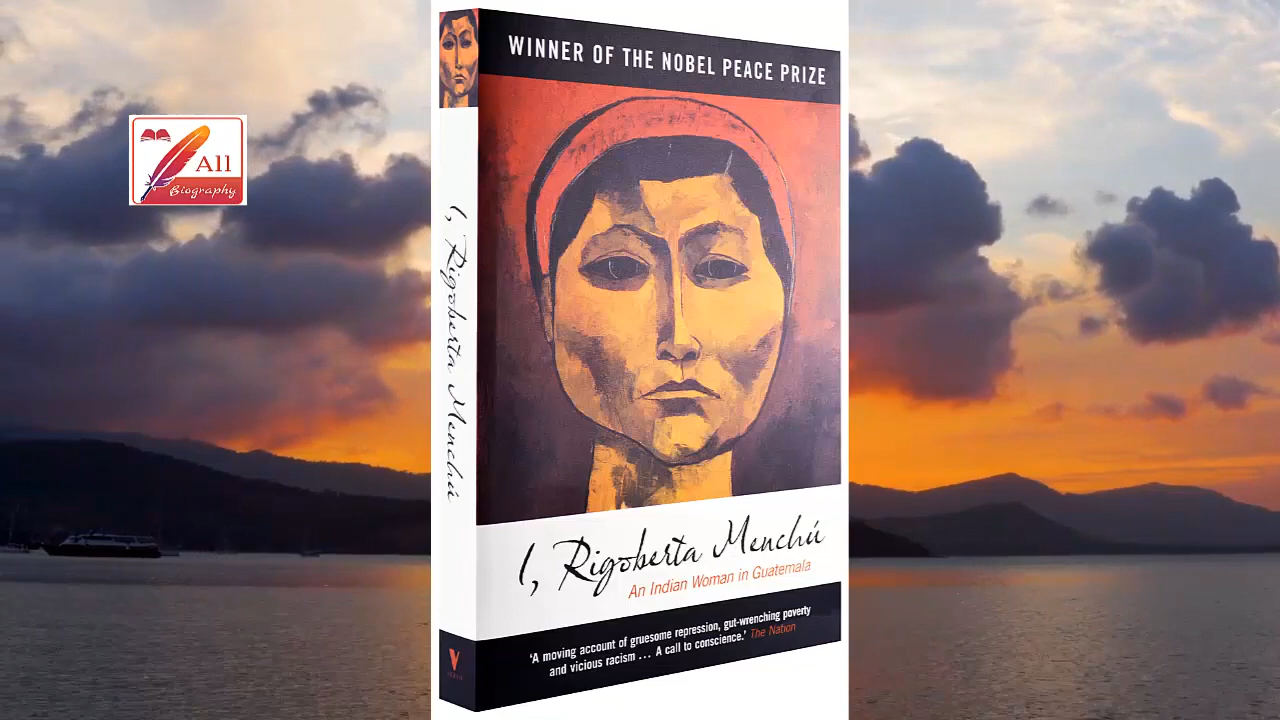 WINNER OF THE NOBEL PEACE PRIZE
All
Biography
I, Rigoberta Menchú
I, Rigoberta Menchú
An Indian Woman in Guatemala
'A moving account of gruesome repression, gut-wrenching poverty
and vicious racism ... A call to conscience.' The Nation
V